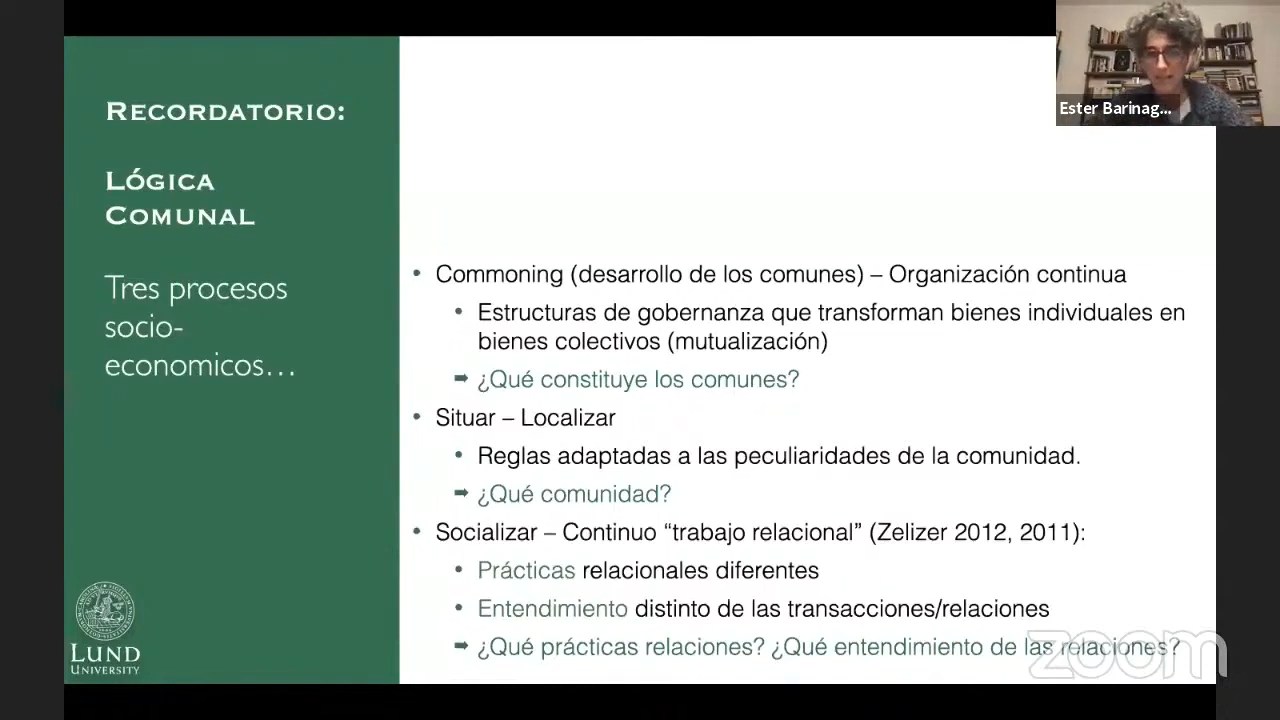 RECORDATORIO:
LÓGICA
COMUNAL
Tres procesos
socio-
economicos…
LUND
UNIVERSITY
Ester Barinag...
• Commoning (desarrollo de los comunes) – Organización continua
• Estructuras de gobernanza que transforman bienes individuales en
bienes colectivos (mutualización)
➡ ¿Qué constituye los comunes?
• Situar – Localizar
• Reglas adaptadas a las peculiaridades de la comunidad.
➡ ¿Qué comunidad?
• Socializar – Continuo “trabajo relacional” (Zelizer 2012, 2011):
• Prácticas relacionales diferentes
• Entendimiento distinto de las transacciones/relaciones
➡ ¿Qué prácticas relaciones? ¿Qué entendimiento de las relaciones?
zoom